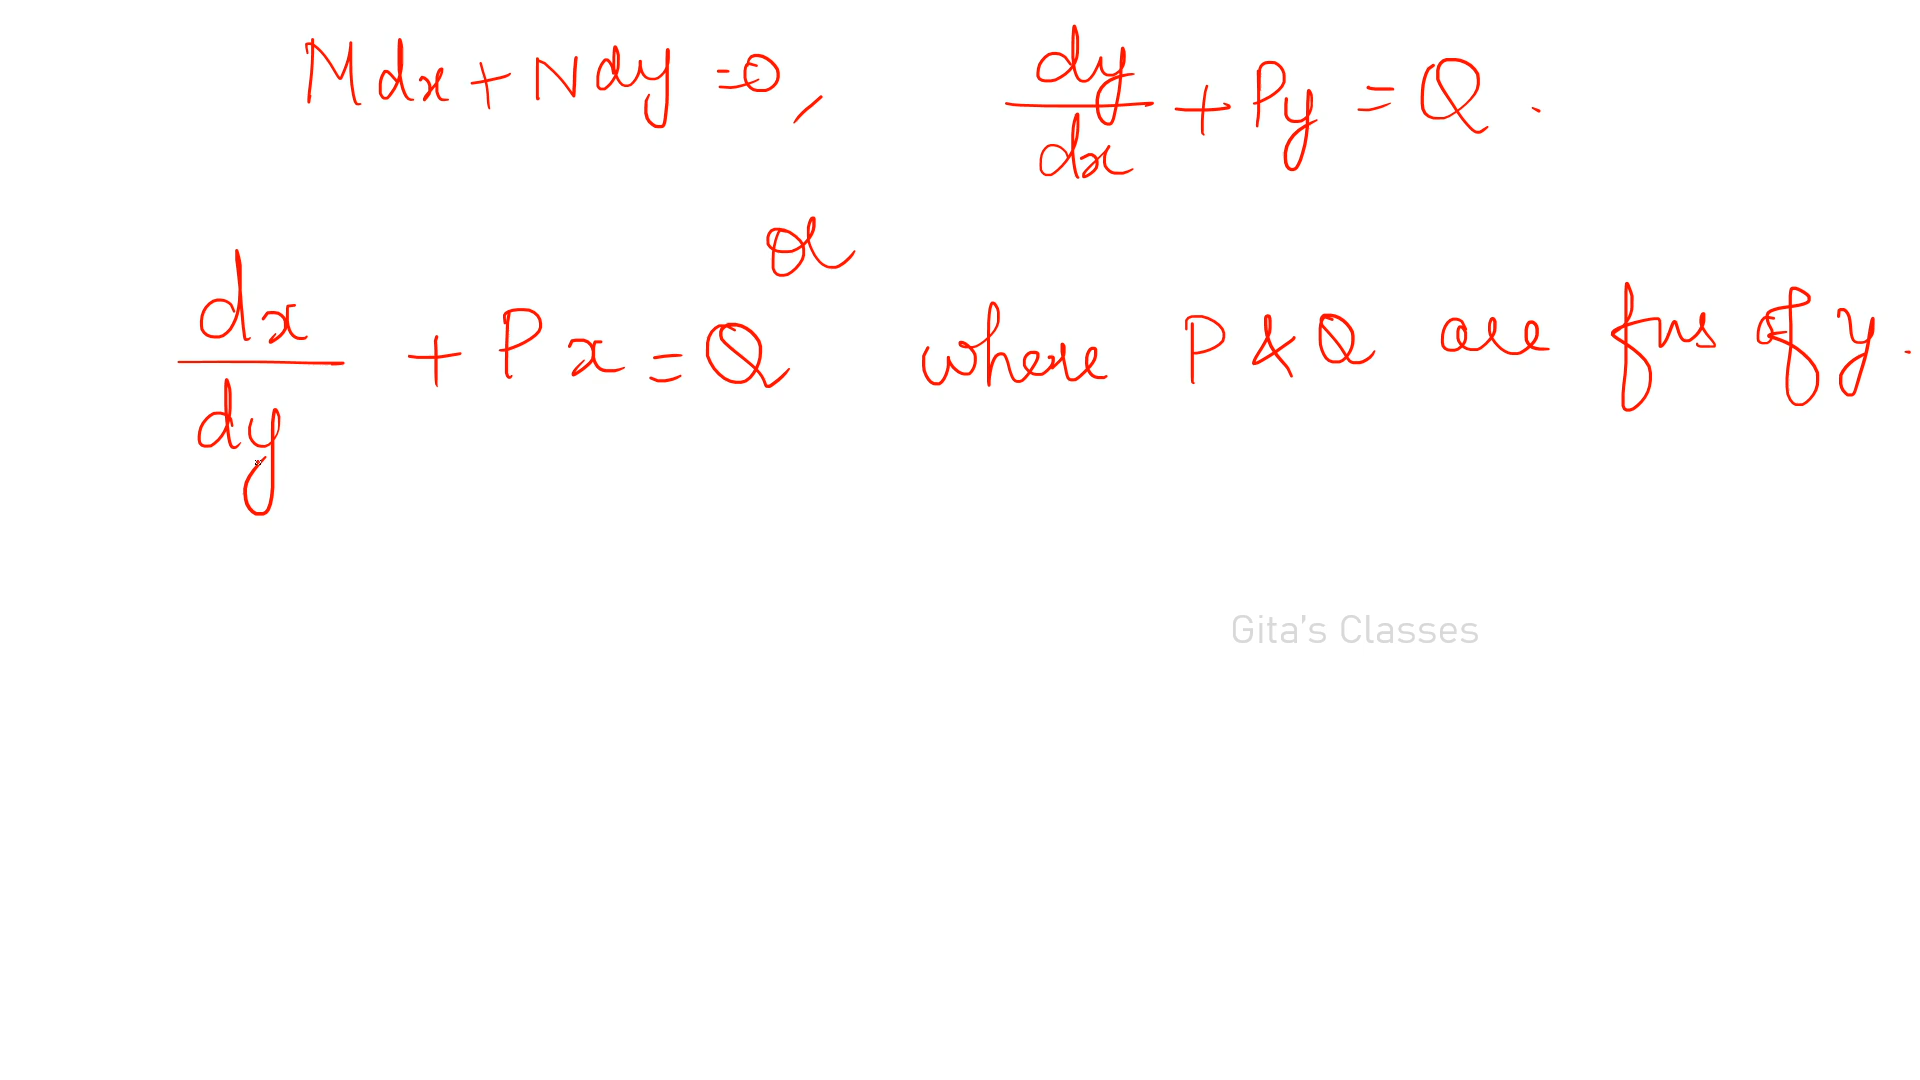 Mdx + Ndy = 0, dy/dx + Py = Q.
or
dx/dy + Px = Q where P & Q are fns of y.
Gita's Classes